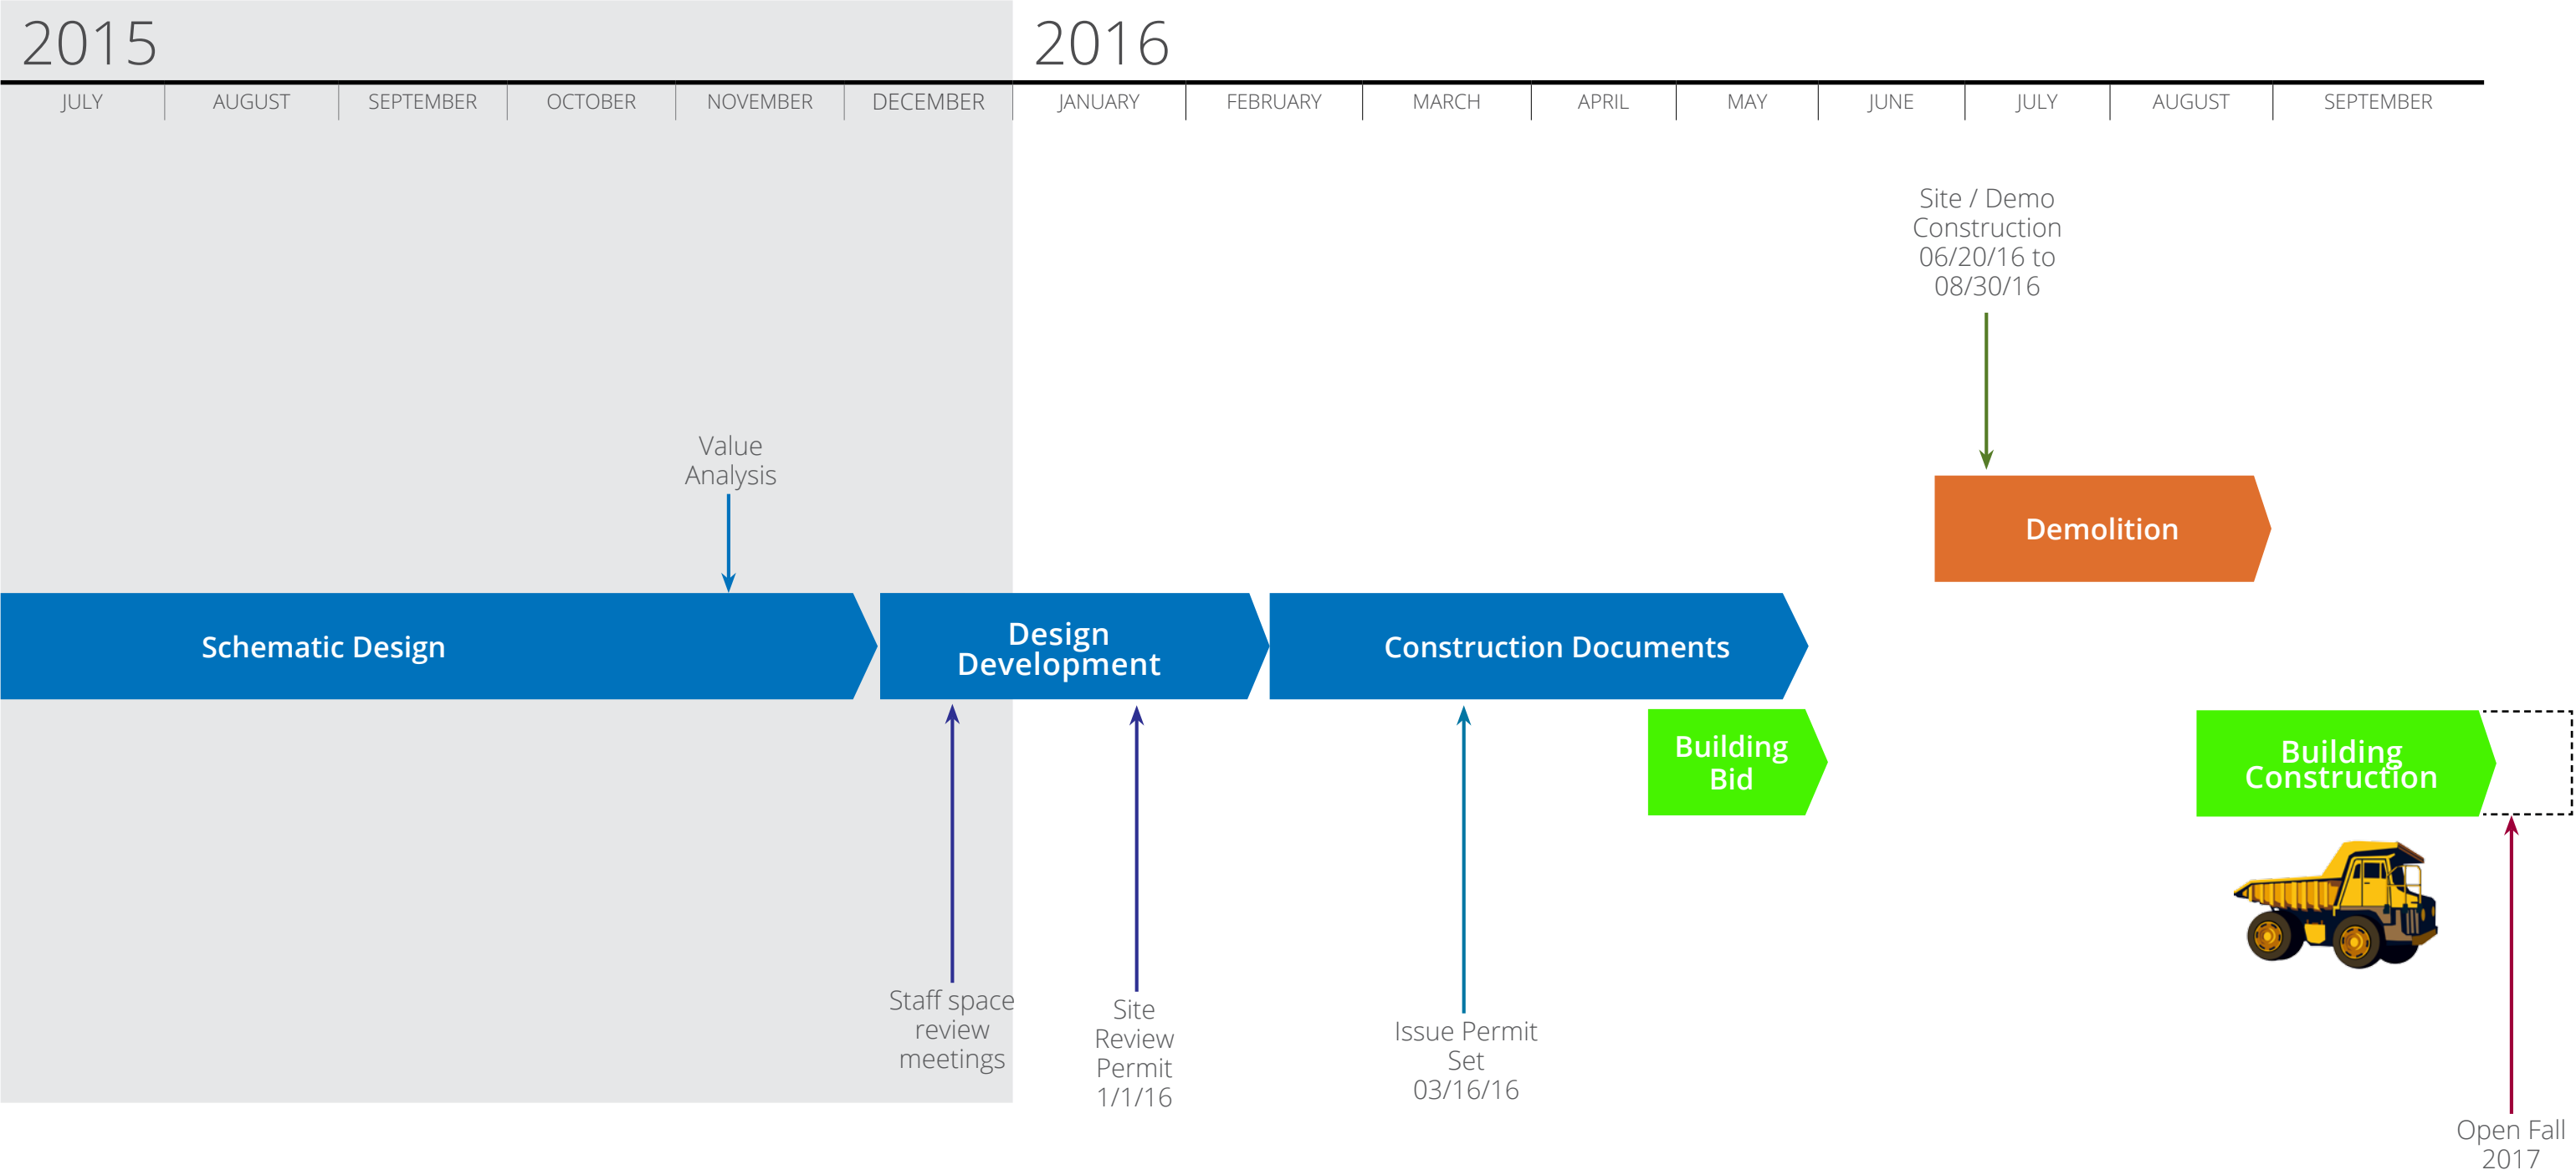 2015
2016
JULY
AUGUST
SEPTEMBER
OCTOBER
NOVEMBER
DECEMBER
JANUARY
FEBRUARY
MARCH
APRIL
MAY
JUNE
JULY
AUGUST
SEPTEMBER
Site / Demo
Construction
06/20/16 to
08/30/16
Value
Analysis
Demolition
Schematic Design
Design
Development
Construction Documents
Building
Bid
Building
Construction
Staff space
review
meetings
Site
Review
Permit
1/1/16
Issue Permit
Set
03/16/16
Open Fall
2017